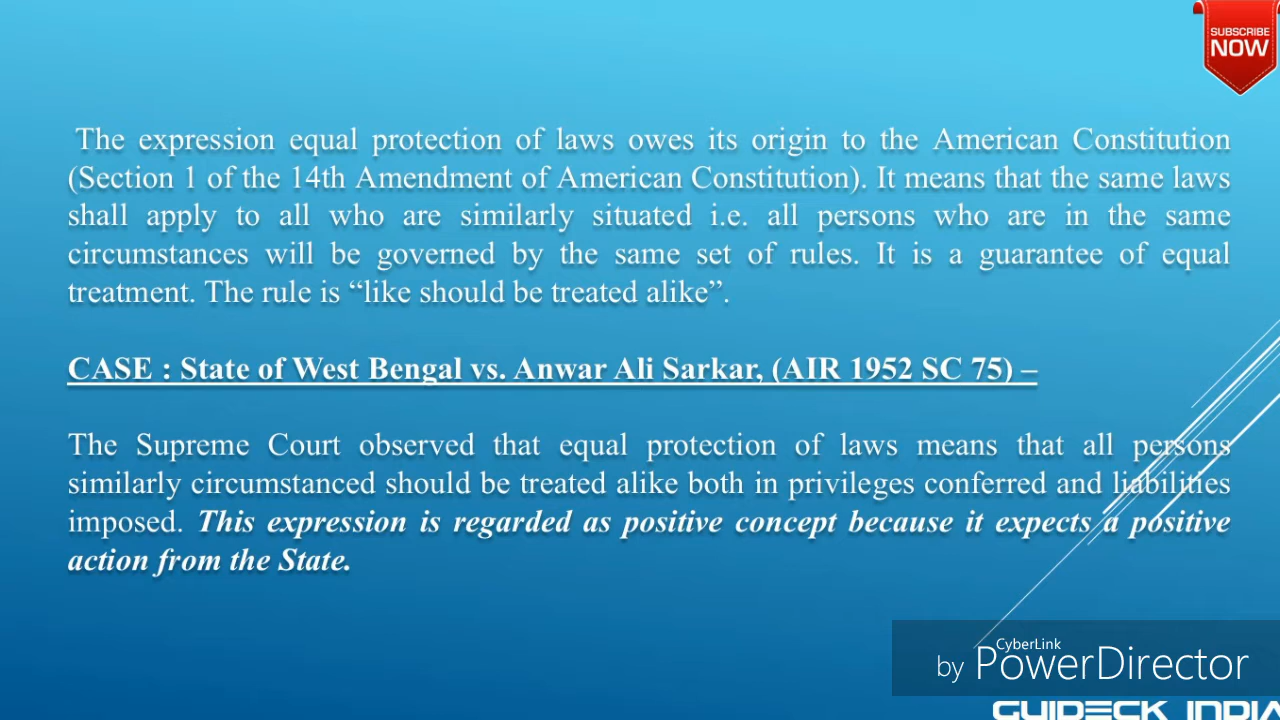 SUBSCRIBE
NOW
The expression equal protection of laws owes its origin to the American Constitution
(Section 1 of the 14th Amendment of American Constitution). It means that the same laws
shall apply to all who are similarly situated i.e. all persons who are in the same
circumstances will be governed by the same set of rules. It is a guarantee of equal
treatment. The rule is “like should be treated alike”.
CASE : State of West Bengal vs. Anwar Ali Sarkar, (AIR 1952 SC 75) –
The Supreme Court observed that equal protection of laws means that all persons
similarly circumstanced should be treated alike both in privileges conferred and liabilities
imposed. This expression is regarded as positive concept because it expects a positive
action from the State.
CyberLink
by PowerDirector
GUIDECK INDIA